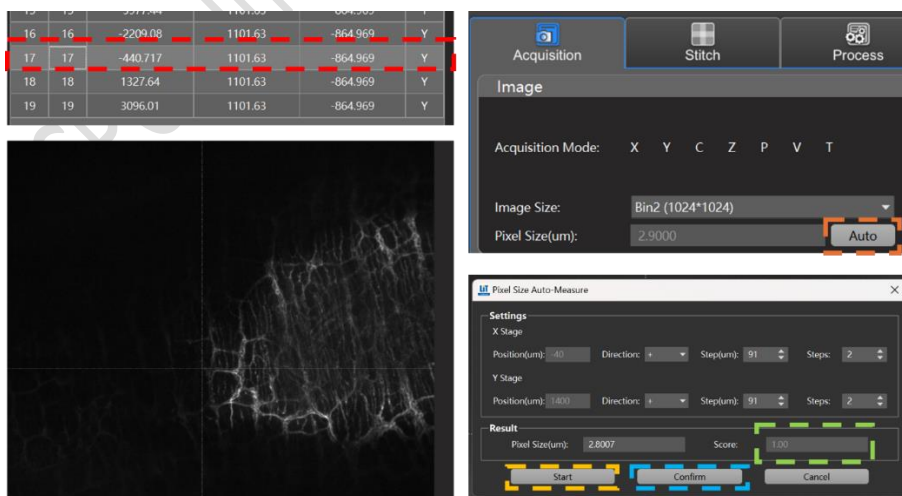 16 16 -2209.08 1101.63 -864.969 Y
17 17 -440.717 1101.63 -864.969 Y
18 18 1327.64 1101.63 -864.969 Y
19 19 3096.01 1101.63 -864.969 Y
Acquisition Stitch Process
Image
Acquisition Mode: X Y C Z P V T
Image Size: Bin2 (1024*1024)
Pixel Size(um): 2.9000 Auto
Pixel Size Auto-Measure
Settings
X Stage
Position(um): -40 Direction: + Step(um): 91 Steps: 2
Y Stage
Position(um): 1400 Direction: + Step(um): 91 Steps: 2
Result
Pixel Size(um): 2.8007 Score: 1.00
Start Confirm Cancel